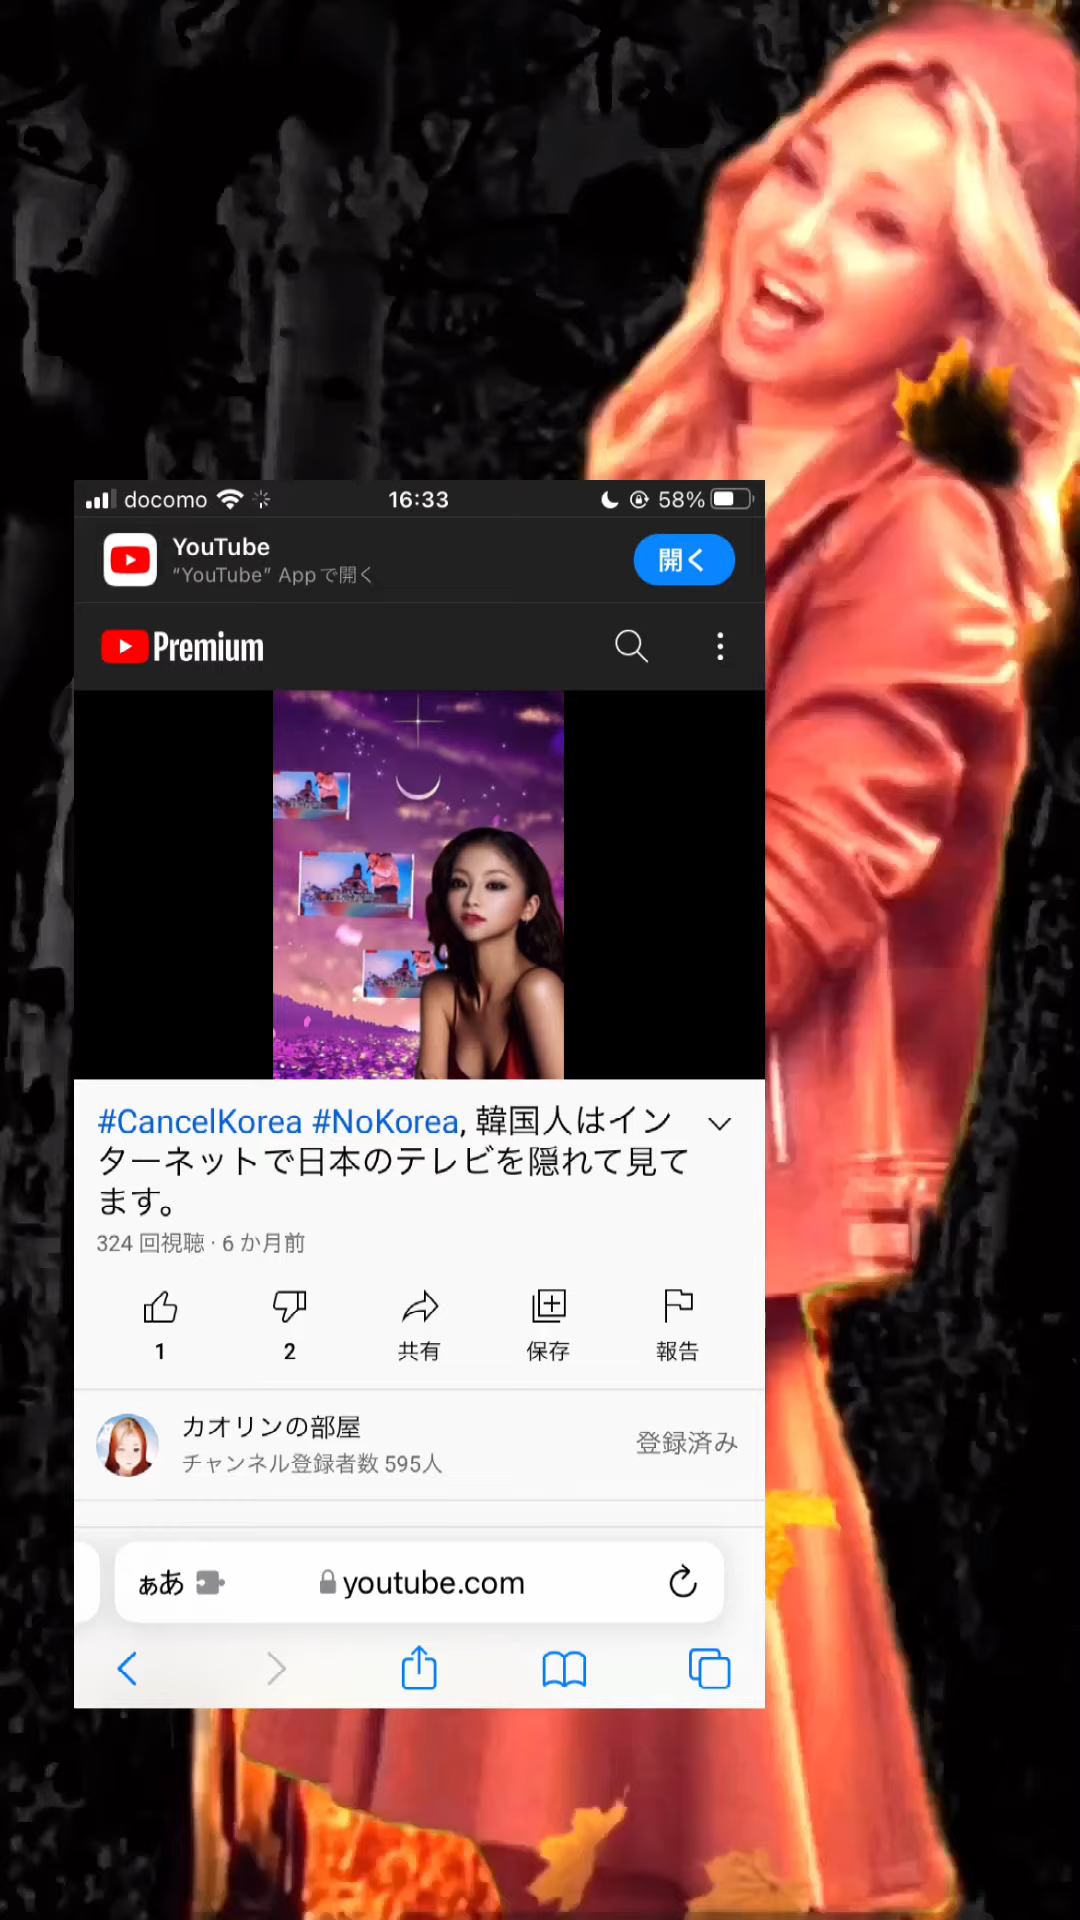 docomo 16:33 58%
YouTube
“YouTube” Appで開く
開く
Premium
#CancelKorea #NoKorea, 韓国人はイン
ターネットで日本のテレビを隠れて見て
ます。
324 回視聴 · 6 か月前
1 2 共有 保存 報告
カオリンの部屋
チャンネル登録者数 595人
登録済み
ぁあ youtube.com